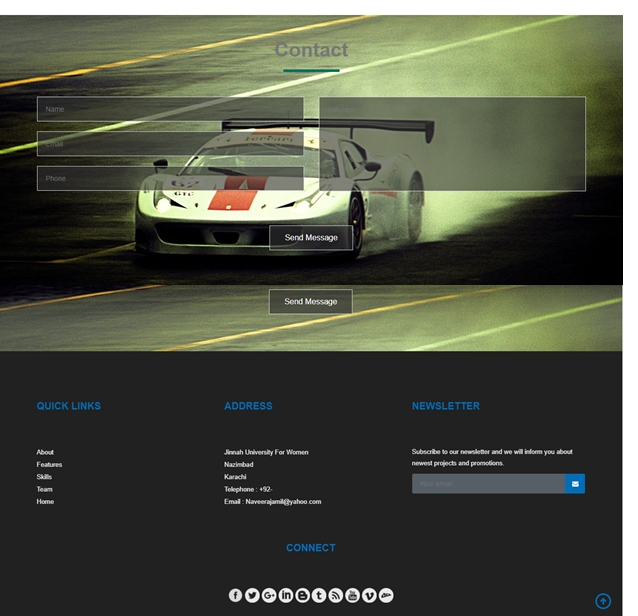 Contact
Name
Email
Phone
Ferrari
GTC
Send Message
Send Message
QUICK LINKS
About
Features
Skills
Team
Home
ADDRESS
Jinnah University For Women
Nazimbad
Karachi
Telephone : +92-
Email : Naveerajamil@yahoo.com
NEWSLETTER
Subscribe to our newsletter and we will inform you about
newest projects and promotions.
Your email
CONNECT